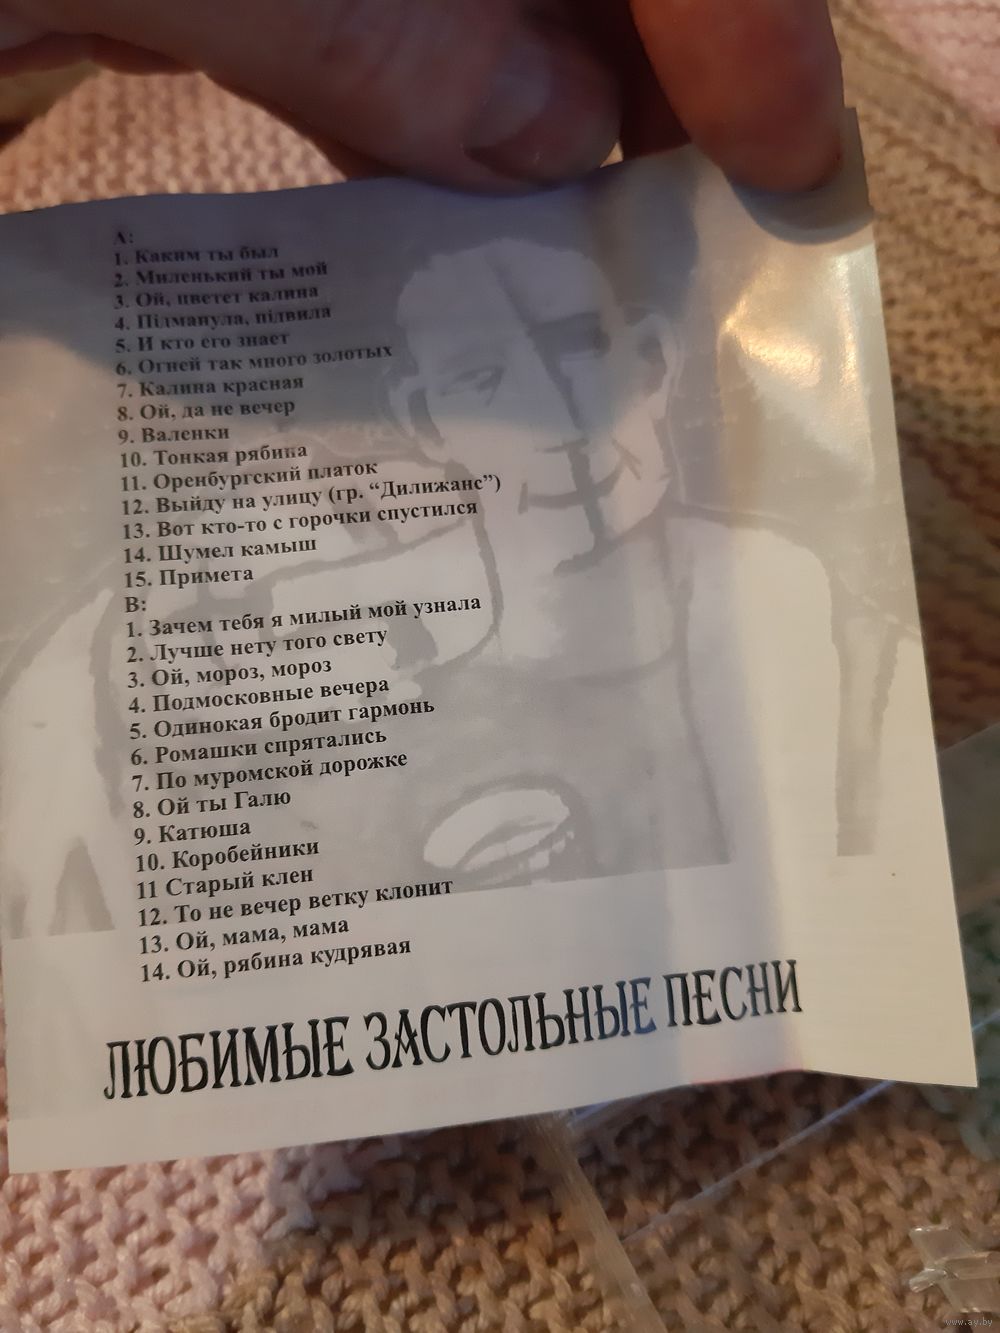 А:
1. Каким ты был
2. Миленький ты мой
3. Ой, цветет калина
4. Пiдманула, пiдвила
5. И кто его знает
6. Огней так много золотых
7. Калина красная
8. Ой, да не вечер
9. Валенки
10. Тонкая рябина
11. Оренбургский платок
12. Выйду на улицу (гр. “Дилижанс”)
13. Вот кто-то с горочки спустился
14. Шумел камыш
15. Примета
В:
1. Зачем тебя я милый мой узнала
2. Лучше нету того свету
3. Ой, мороз, мороз
4. Подмосковные вечера
5. Одинокая бродит гармонь
6. Ромашки спрятались
7. По муромской дорожке
8. Ой ты Галю
9. Катюша
10. Коробейники
11 Старый клен
12. То не вечер ветку клонит
13. Ой, мама, мама
14. Ой, рябина кудрявая
ЛЮБИМЫЕ ЗАСТОЛЬНЫЕ ПЕСНИ
www.ay.by